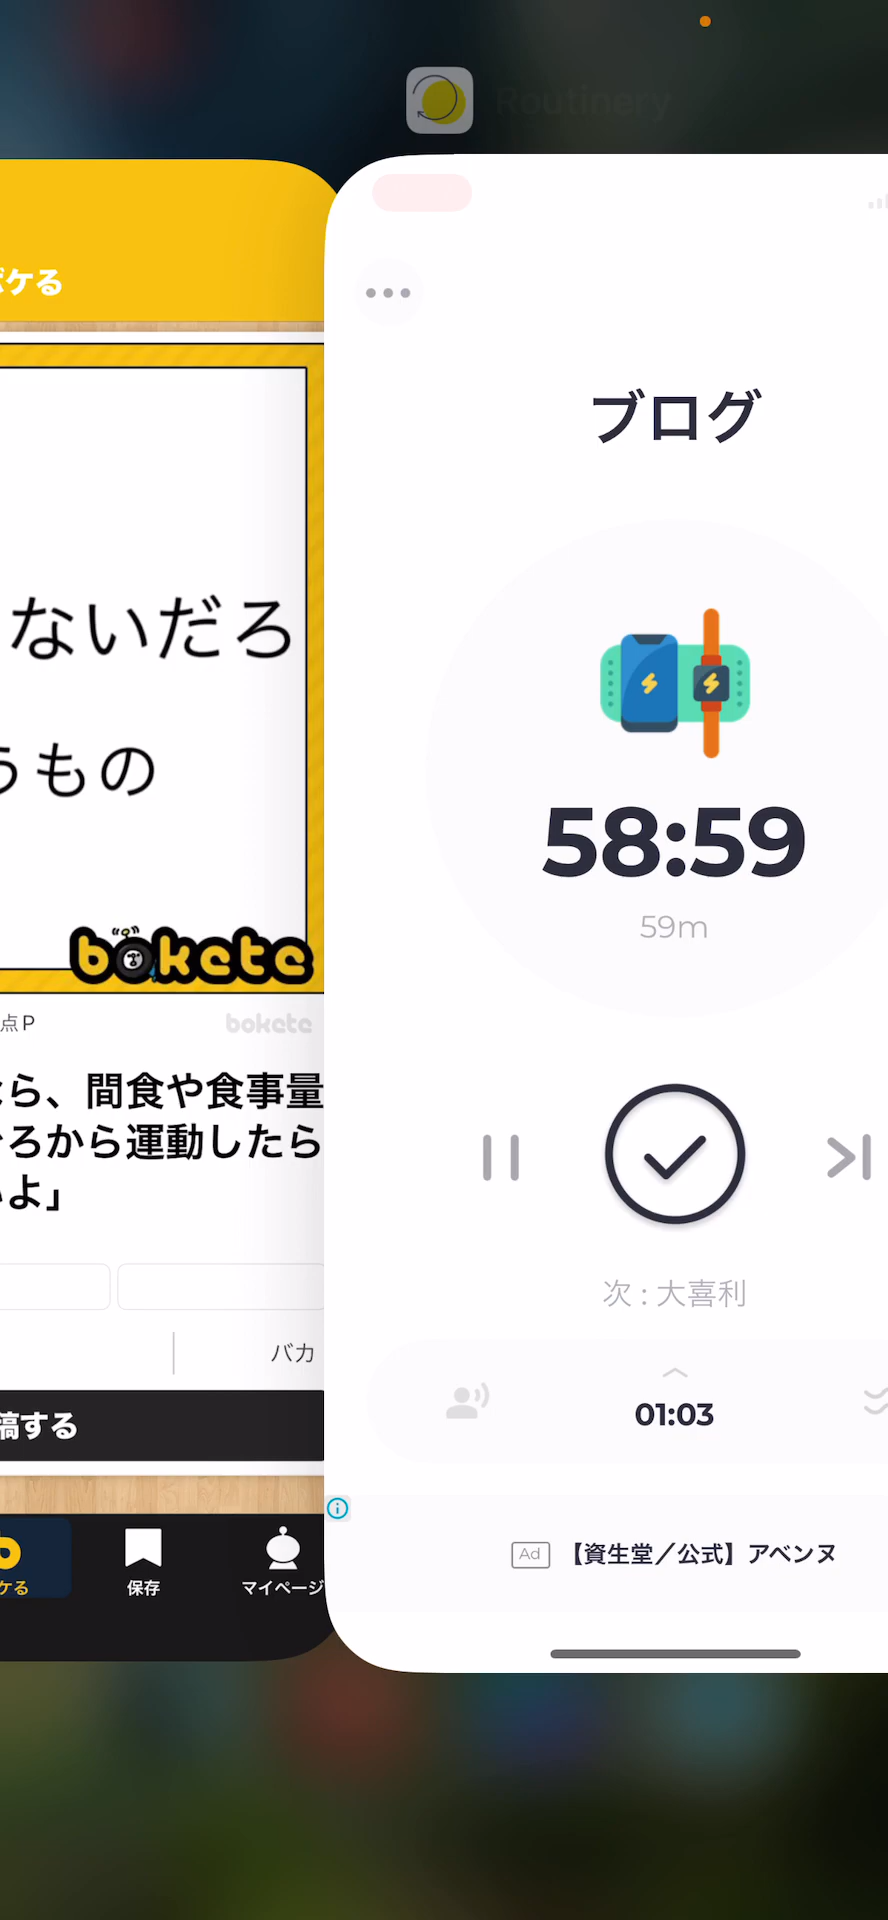 Routinery
ボケる
ないだろ
うもの
bokete
点P
bokete
なら、間食や食事量
ろから運動したら
いよ」
バカ
稿する
ケる
保存
マイページ
ブログ
58:59
59m
次 : 大喜利
01:03
Ad
【資生堂／公式】アベンヌ